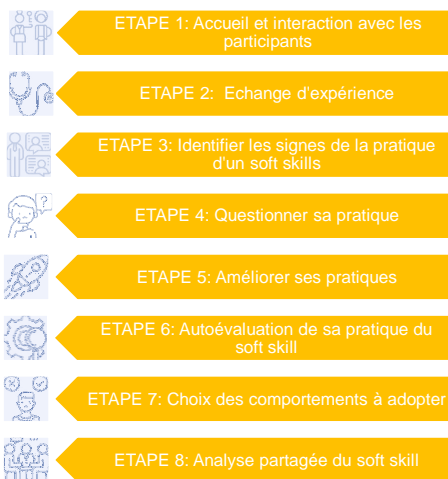 ETAPE 1: Accueil et interaction avec les
participants
ETAPE 2: Echange d'expérience
ETAPE 3: Identifier les signes de la pratique
d'un soft skills
?
ETAPE 4: Questionner sa pratique
ETAPE 5: Améliorer ses pratiques
ETAPE 6: Autoévaluation de sa pratique du
soft skill
ETAPE 7: Choix des comportements à adopter
ETAPE 8: Analyse partagée du soft skill